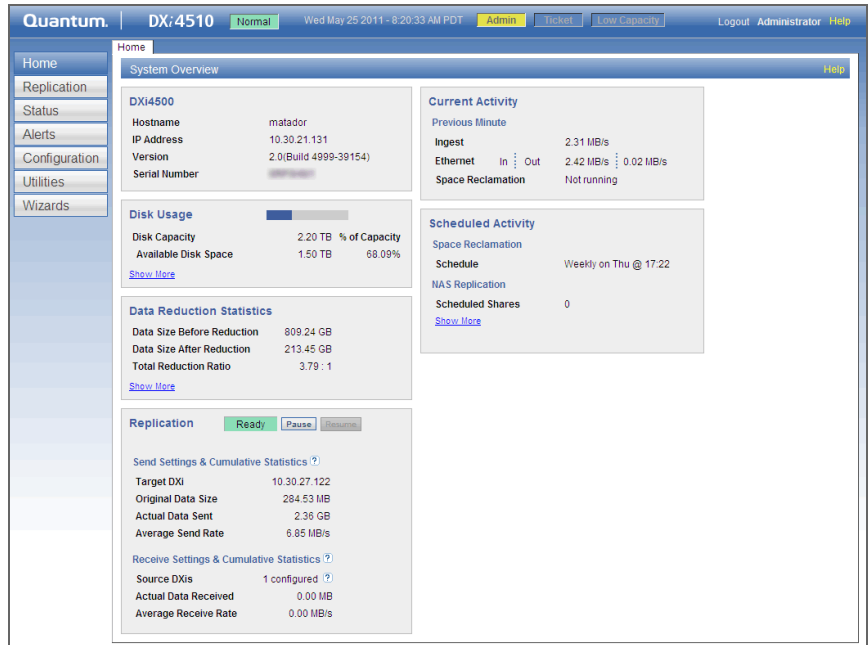 Quantum. DXi4510 Normal Wed May 25 2011 - 8:20:33 AM PDT Admin Ticket Low Capacity Logout Administrator Help
Home
Home
Replication
Status
Alerts
Configuration
Utilities
Wizards
System Overview Help
DXi4500
Hostname matador
IP Address 10.30.21.131
Version 2.0(Build 4999-39154)
Serial Number
Disk Usage
Disk Capacity 2.20 TB % of Capacity
Available Disk Space 1.50 TB 68.09%
Show More
Data Reduction Statistics
Data Size Before Reduction 809.24 GB
Data Size After Reduction 213.45 GB
Total Reduction Ratio 3.79 : 1
Show More
Replication Ready Pause Resume
Send Settings & Cumulative Statistics ?
Target DXi 10.30.27.122
Original Data Size 284.53 MB
Actual Data Sent 2.36 GB
Average Send Rate 6.85 MB/s
Receive Settings & Cumulative Statistics ?
Source DXis 1 configured ?
Actual Data Received 0.00 MB
Average Receive Rate 0.00 MB/s
Current Activity
Previous Minute
Ingest 2.31 MB/s
Ethernet In Out 2.42 MB/s 0.02 MB/s
Space Reclamation Not running
Scheduled Activity
Space Reclamation
Schedule Weekly on Thu @ 17:22
NAS Replication
Scheduled Shares 0
Show More